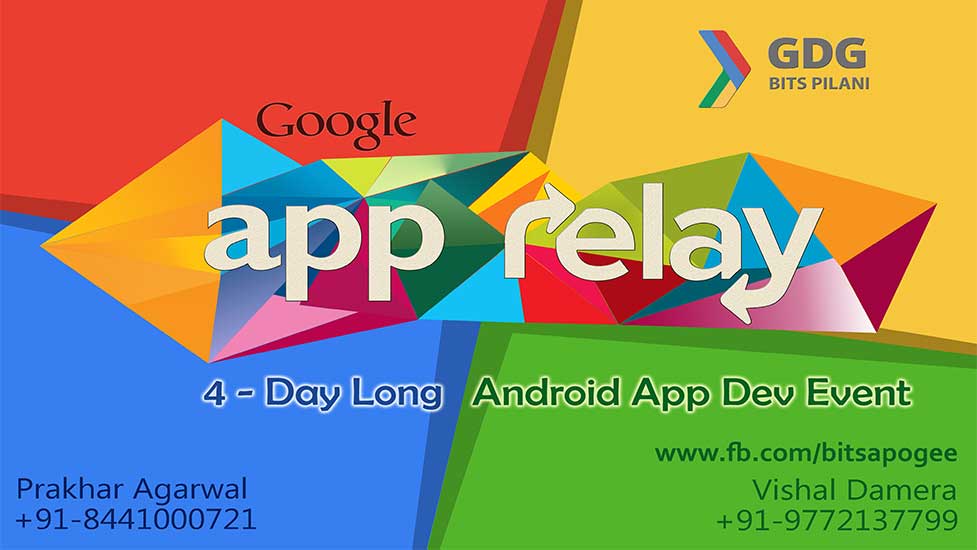 GDG
BITS PILANI
Google
app relay
4 - Day Long Android App Dev Event
www.fb.com/bitsapogee
Prakhar Agarwal
+91-8441000721
Vishal Damera
+91-9772137799